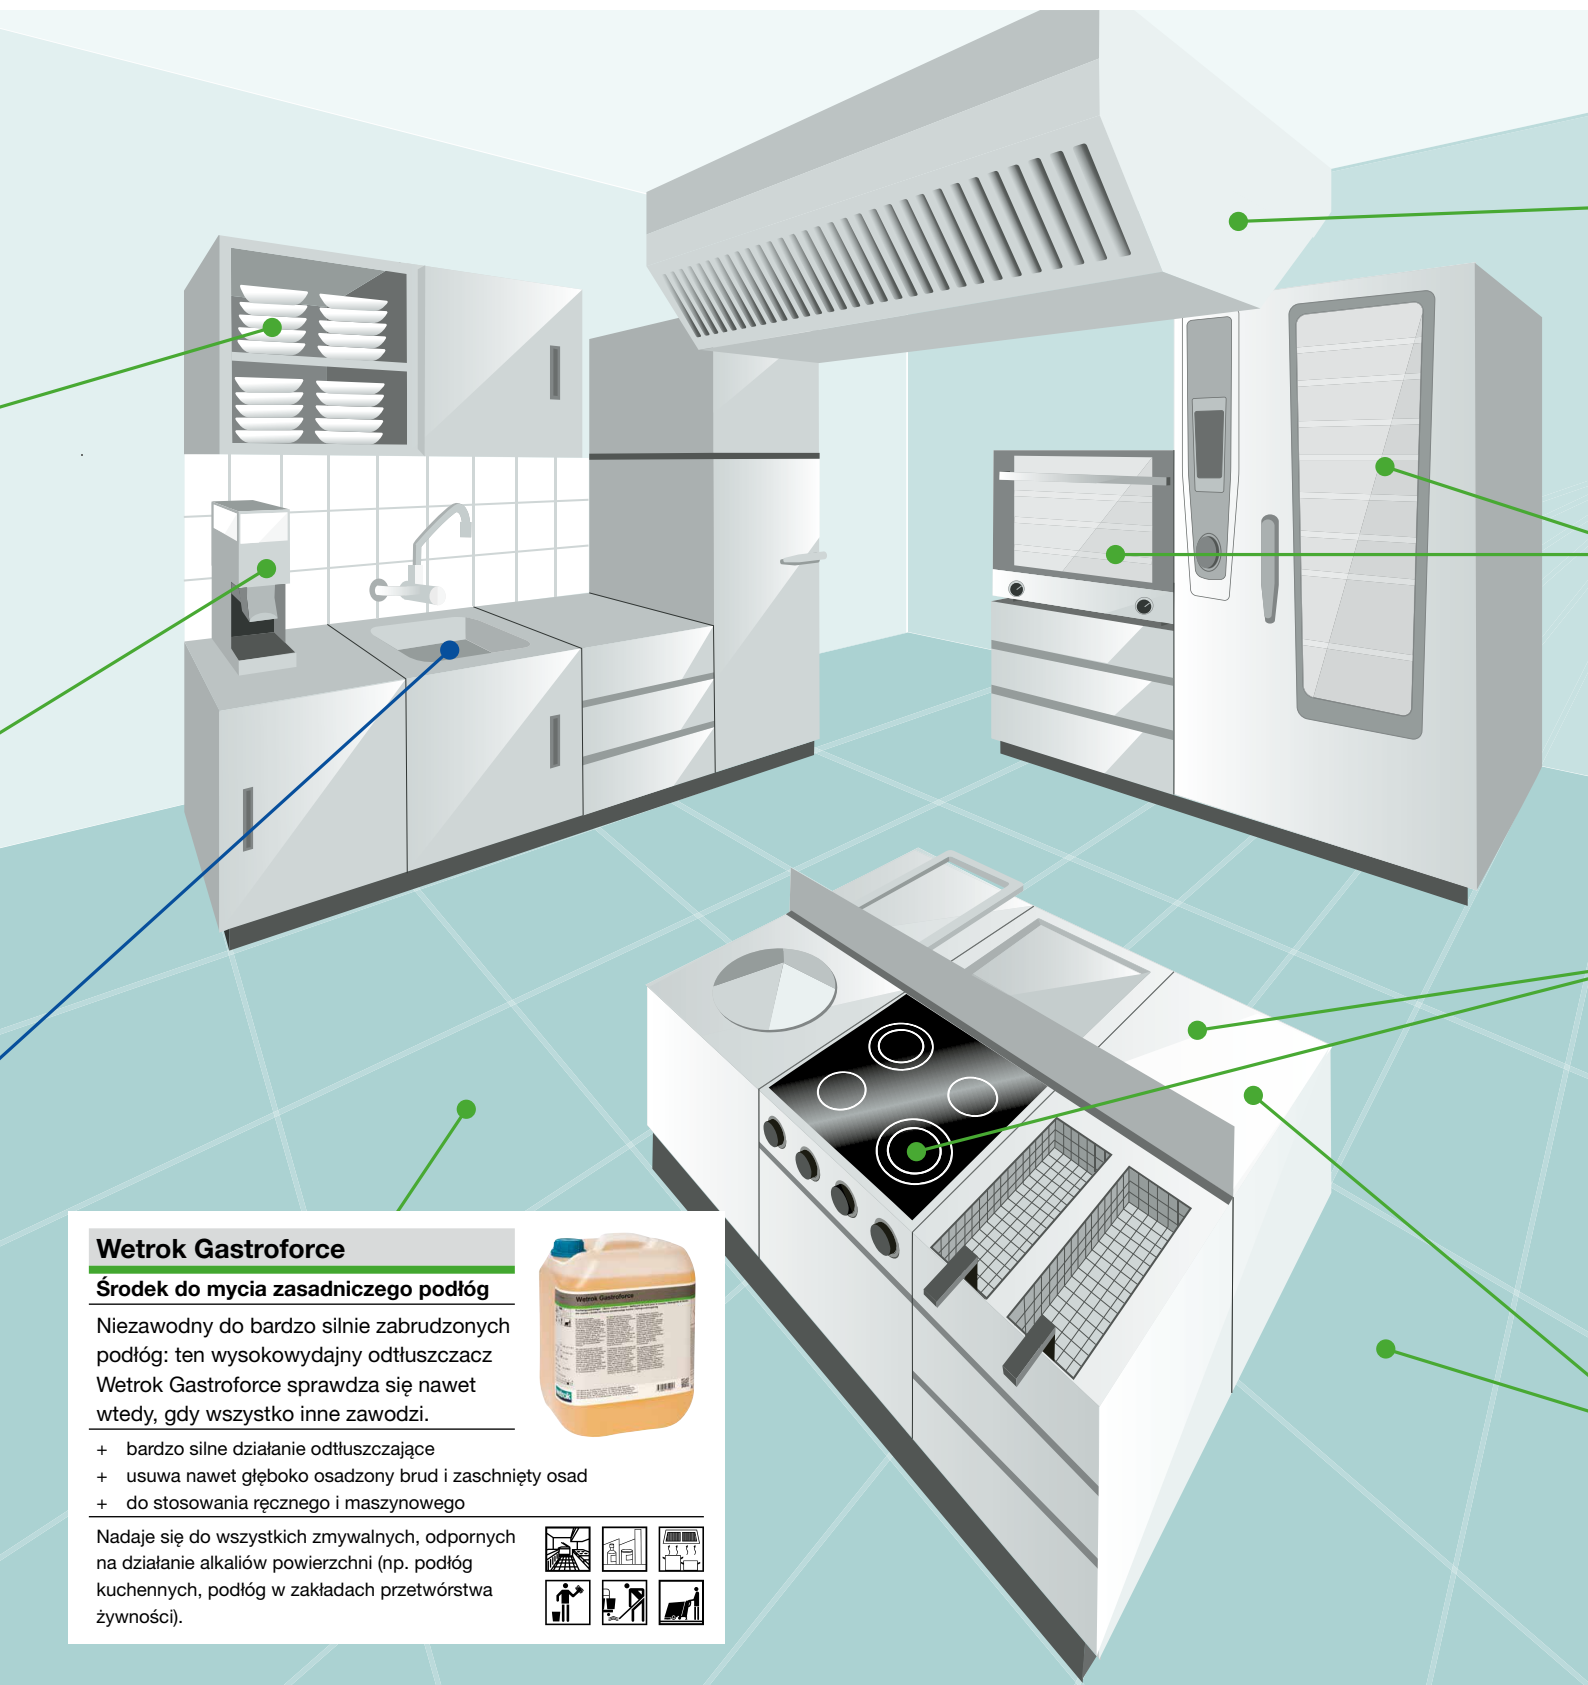 Wetrok Gastroforce
Środek do mycia zasadniczego podłóg
Niezawodny do bardzo silnie zabrudzonych
podłóg: ten wysokowydajny odtłuszczacz
Wetrok Gastroforce sprawdza się nawet
wtedy, gdy wszystko inne zawodzi.
+ bardzo silne działanie odtłuszczające
+ usuwa nawet głęboko osadzony brud i zaschnięty osad
+ do stosowania ręcznego i maszynowego
Nadaje się do wszystkich zmywalnych, odpornych
na działanie alkaliów powierzchni (np. podłóg
kuchennych, podłóg w zakładach przetwórstwa
żywności).
Wetrok Gastroforce